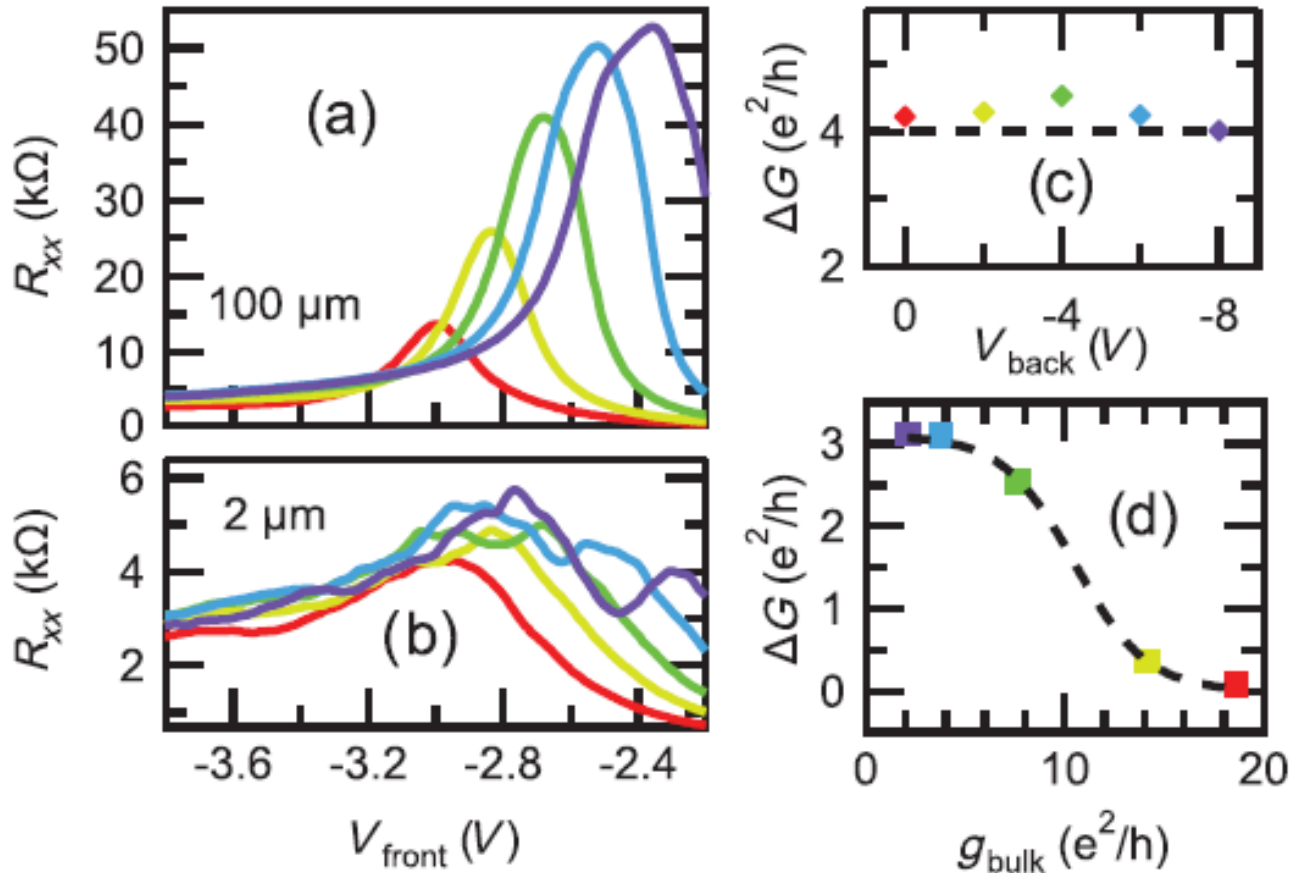 50
40
30
20
10
0
R_xx (kΩ)
(a)
100 µm
6
4
2
R_xx (kΩ)
2 µm
(b)
-3.6 -3.2 -2.8 -2.4
V_front (V)
4
2
ΔG (e²/h)
(c)
0 -4 -8
V_back (V)
3
2
1
0
ΔG (e²/h)
(d)
0 10 20
g_bulk (e²/h)